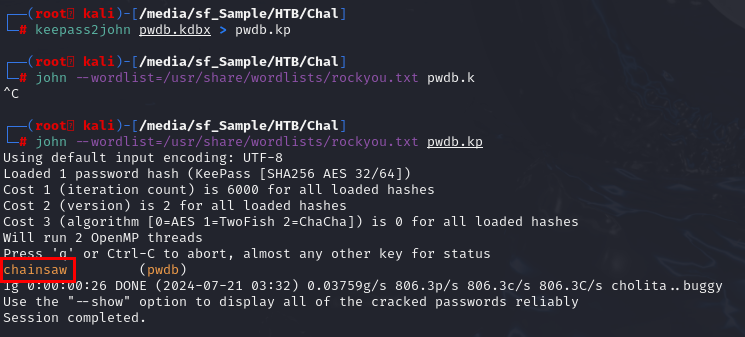 ┌──(root㉿ kali)-[/media/sf_Sample/HTB/Chal]
└─# keepass2john pwdb.kdbx > pwdb.kp
┌──(root㉿ kali)-[/media/sf_Sample/HTB/Chal]
└─# john --wordlist=/usr/share/wordlists/rockyou.txt pwdb.k
^C
┌──(root㉿ kali)-[/media/sf_Sample/HTB/Chal]
└─# john --wordlist=/usr/share/wordlists/rockyou.txt pwdb.kp
Using default input encoding: UTF-8
Loaded 1 password hash (KeePass [SHA256 AES 32/64])
Cost 1 (iteration count) is 6000 for all loaded hashes
Cost 2 (version) is 2 for all loaded hashes
Cost 3 (algorithm [0=AES 1=TwoFish 2=ChaCha]) is 0 for all loaded hashes
Will run 2 OpenMP threads
Press 'q' or Ctrl-C to abort, almost any other key for status
chainsaw (pwdb)
1g 0:00:00:26 DONE (2024-07-21 03:32) 0.03759g/s 806.3p/s 806.3c/s 806.3C/s cholita..buggy
Use the "--show" option to display all of the cracked passwords reliably
Session completed.